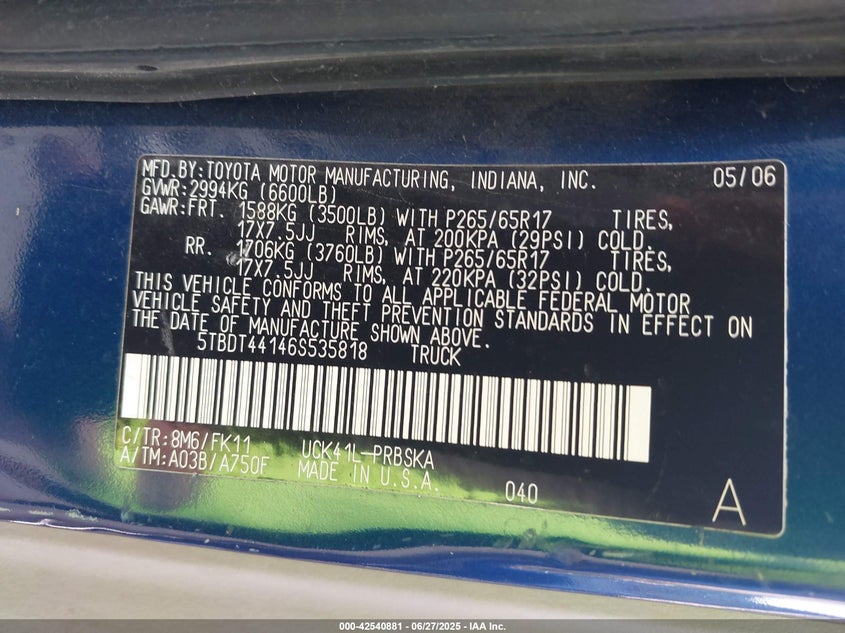 MFD.BY:TOYOTA MOTOR MANUFACTURING, INDIANA, INC. 05/06
GVWR:2994KG (6600LB)
GAWR:FRT. 1588KG (3500LB) WITH P265/65R17 TIRES,
17X7.5JJ RIMS, AT 200KPA (29PSI) COLD.
RR. 1706KG (3760LB) WITH P265/65R17 TIRES,
17X7.5JJ RIMS, AT 220KPA (32PSI) COLD.
THIS VEHICLE CONFORMS TO ALL APPLICABLE FEDERAL MOTOR
VEHICLE SAFETY AND THEFT PREVENTION STANDARDS IN EFFECT ON
THE DATE OF MANUFACTURE SHOWN ABOVE.
5TBDT44146S535818 TRUCK
C/TR:8M6/FK11 UCK41L-PRBSKA
A/TM:A03B/A750F MADE IN U.S.A. 040 A
000-42540881 - 06/27/2025 - IAA Inc.